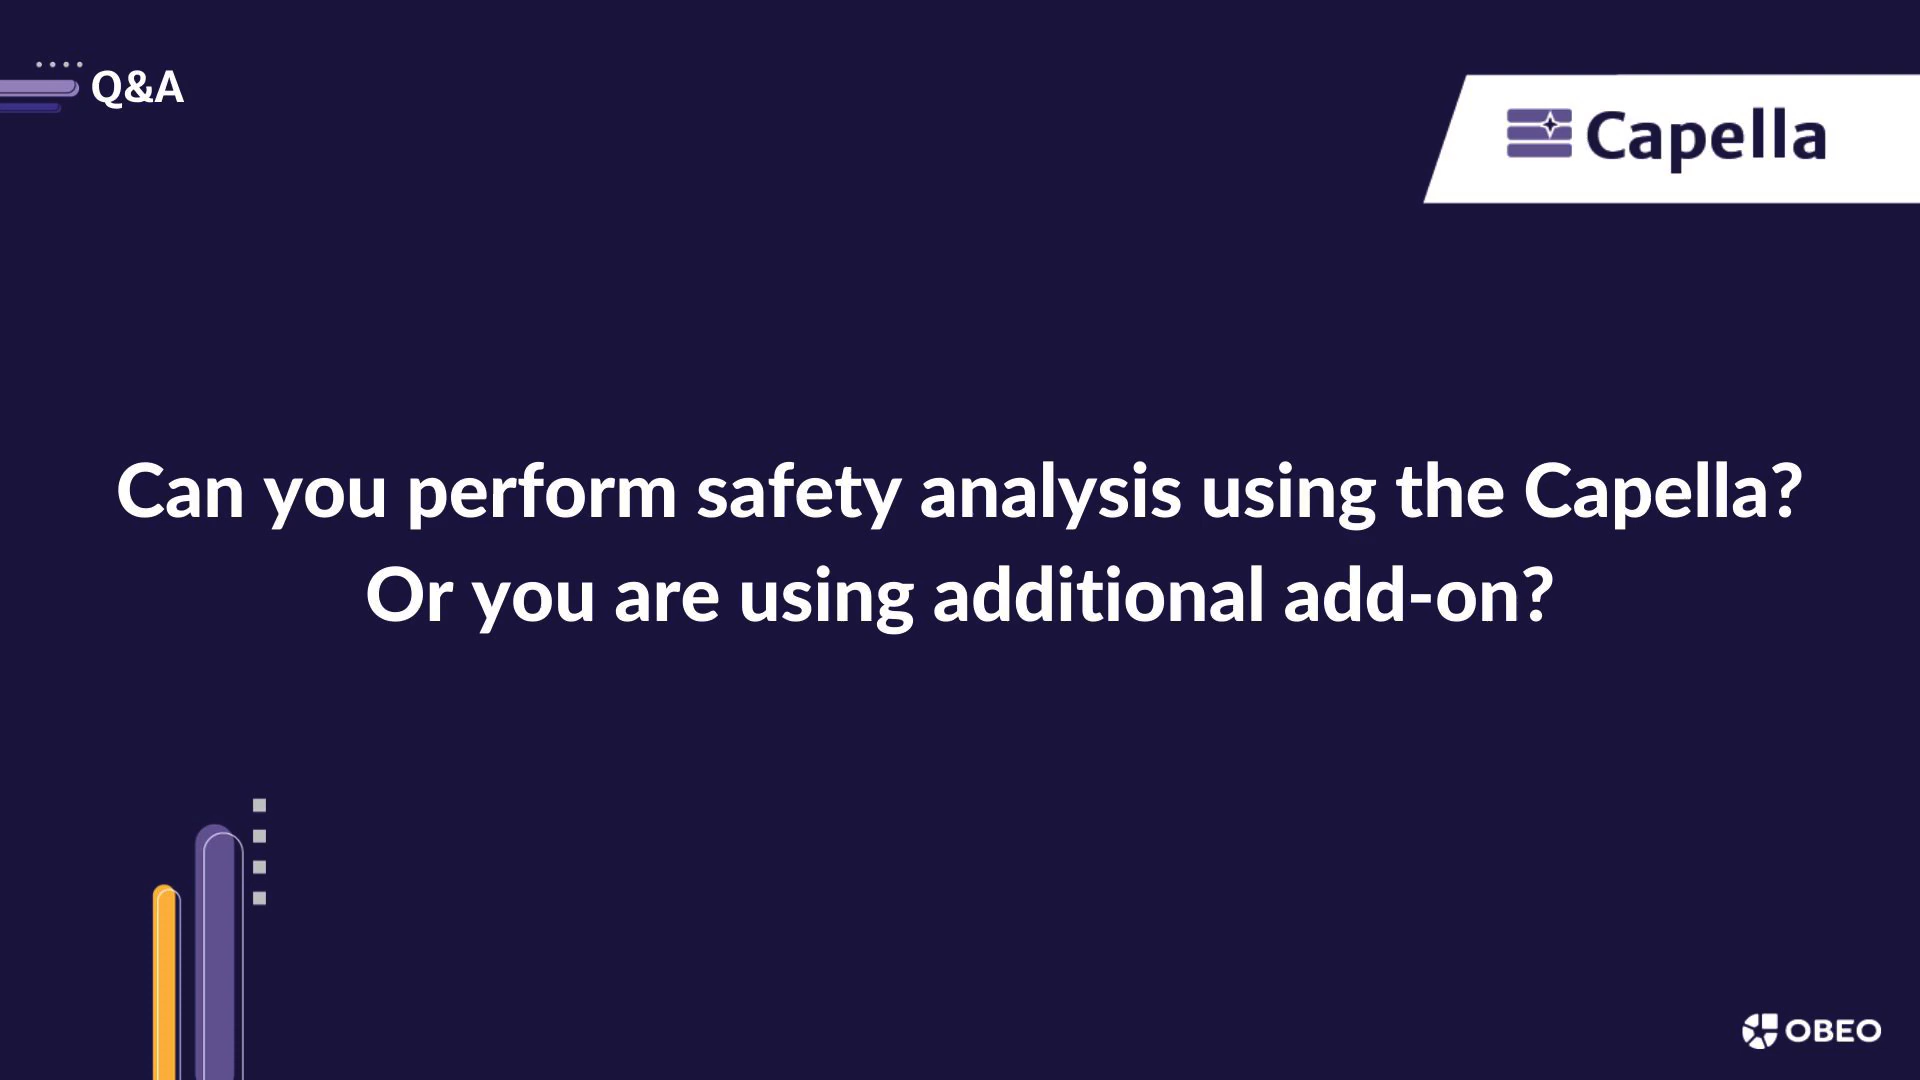 Q&A
Capella
Can you perform safety analysis using the Capella?
Or you are using additional add-on?
OBEO